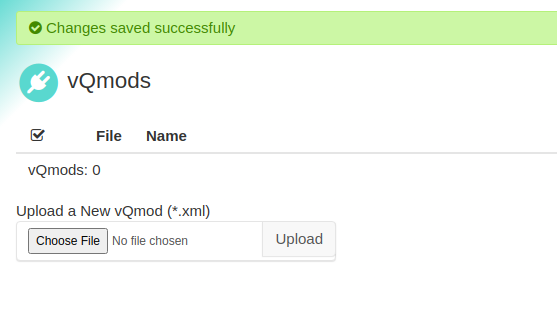 Changes saved successfully
vQmods
File Name
vQmods: 0
Upload a New vQmod (*.xml)
Choose File No file chosen Upload